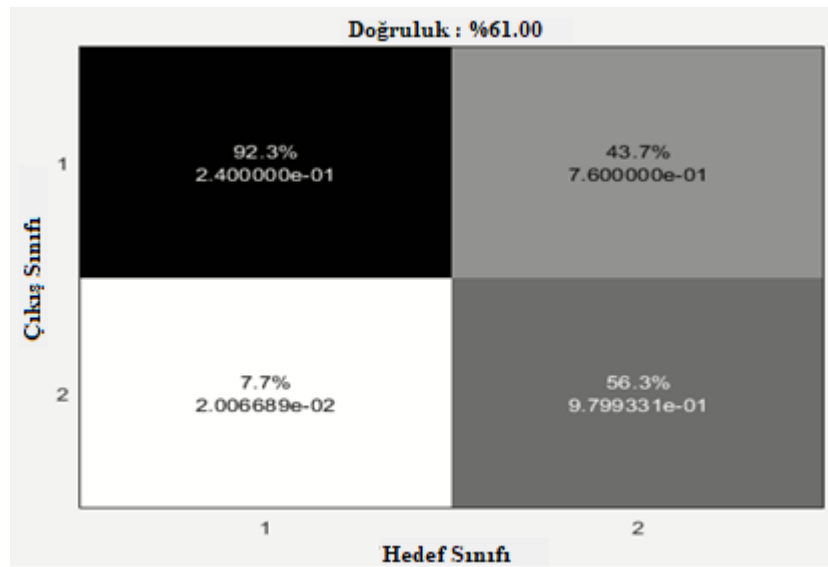 Doğruluk : %61.00
92.3%
2.400000e-01
43.7%
7.600000e-01
1
Çıkış Sınıfı
7.7%
2.006689e-02
56.3%
9.799331e-01
2
1
2
Hedef Sınıfı